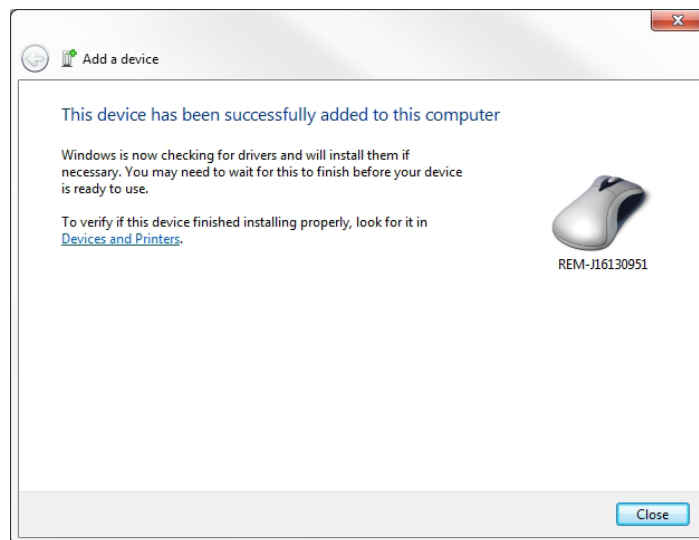 Add a device
This device has been successfully added to this computer
Windows is now checking for drivers and will install them if
necessary. You may need to wait for this to finish before your device
is ready to use.
To verify if this device finished installing properly, look for it in
Devices and Printers.
REM-J16130951
Close